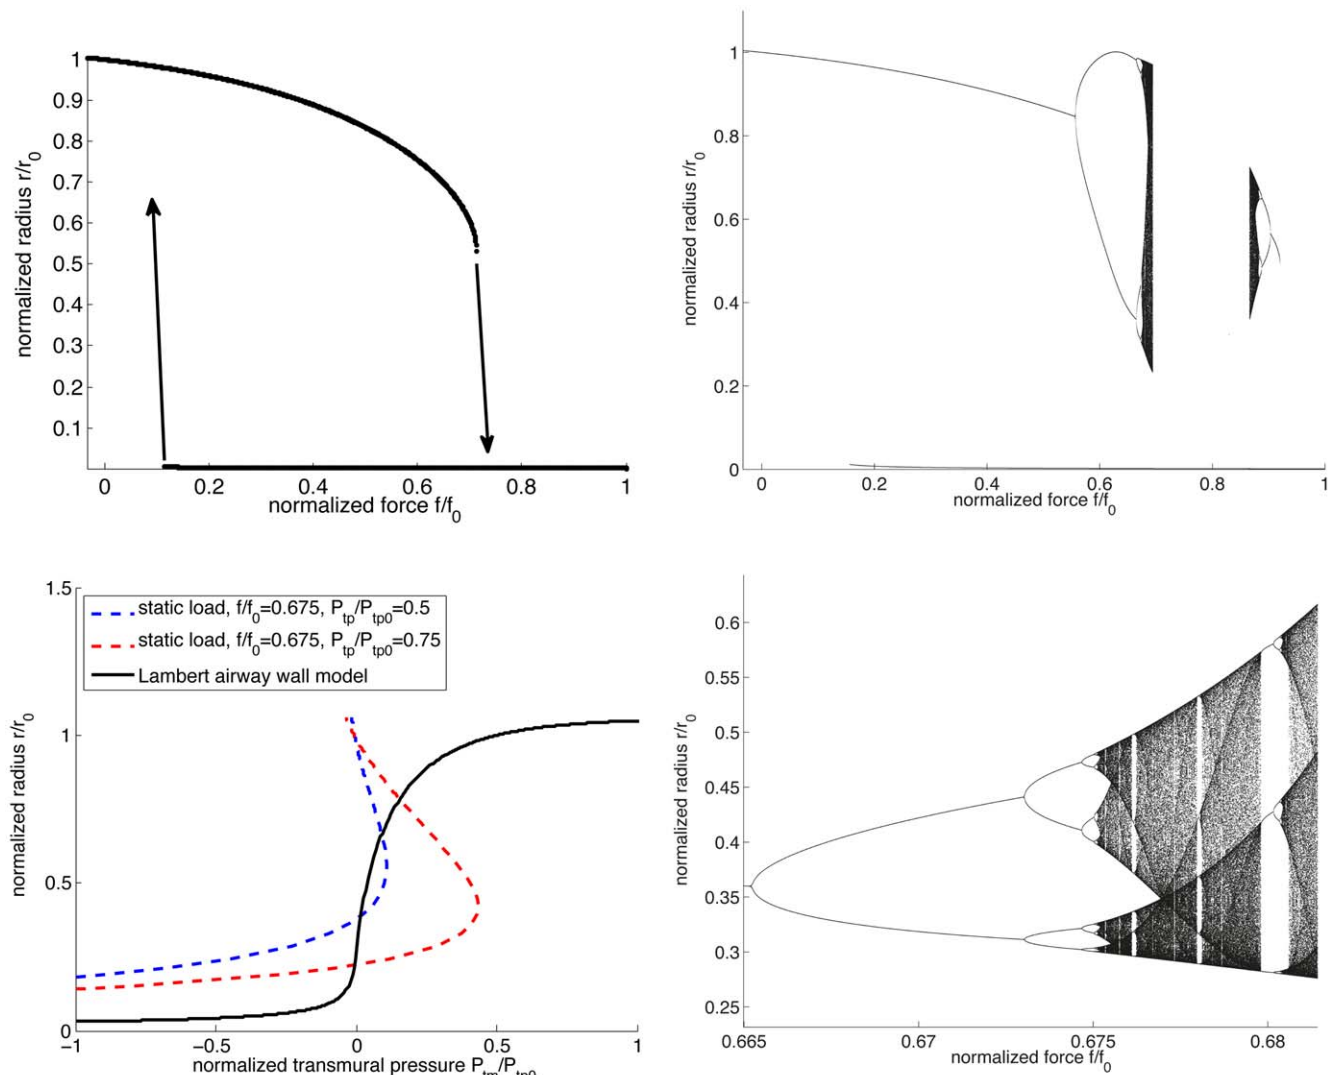 1
0.9
0.8
0.7
0.6
0.5
0.4
0.3
0.2
0.1
normalized radius r/r0
0 0.2 0.4 0.6 0.8 1
normalized force f/f0
1
0.8
0.6
0.4
0.2
0
normalized radius r/r0
0 0.2 0.4 0.6 0.8 1
normalized force f/f0
static load, f/f0=0.675, Ptp/Ptp0=0.5
static load, f/f0=0.675, Ptp/Ptp0=0.75
Lambert airway wall model
1.5
1
0.5
0
normalized radius r/r0
−1 −0.5 0 0.5 1
normalized transmural pressure Ptm/Ptp0
0.6
0.55
0.5
0.45
0.4
0.35
0.3
0.25
normalized radius r/r0
0.665 0.67 0.675 0.68
normalized force f/f0